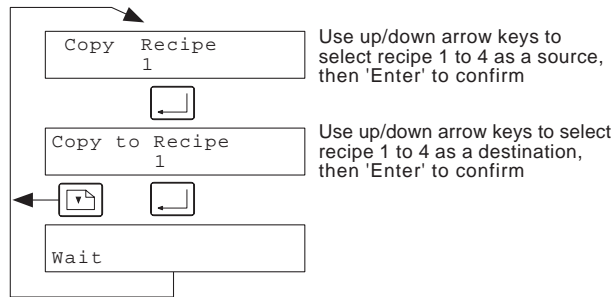 Copy Recipe
1
Use up/down arrow keys to
select recipe 1 to 4 as a source,
then 'Enter' to confirm
Copy to Recipe
1
Use up/down arrow keys to select
recipe 1 to 4 as a destination,
then 'Enter' to confirm
Wait